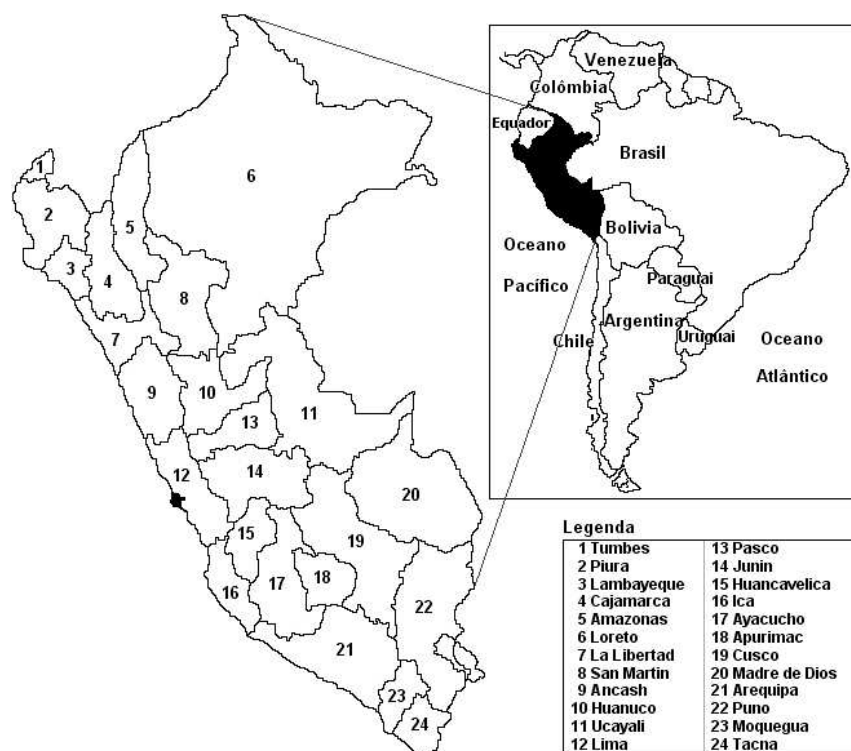 Venezuela
Colômbia
Equador
Brasil
Bolivia
Oceano
Pacífico
Paraguai
Argentina
Chile
Uruguai
Oceano
Atlântico
1
2
3
4
5
6
7
8
9
10
11
12
13
14
15
16
17
18
19
20
21
22
23
24
Legenda
1 Tumbes
2 Piura
3 Lambayeque
4 Cajamarca
5 Amazonas
6 Loreto
7 La Libertad
8 San Martin
9 Ancash
10 Huanuco
11 Ucayali
12 Lima
13 Pasco
14 Junin
15 Huancavelica
16 Ica
17 Ayacucho
18 Apurimac
19 Cusco
20 Madre de Dios
21 Arequipa
22 Puno
23 Moquegua
24 Tacna